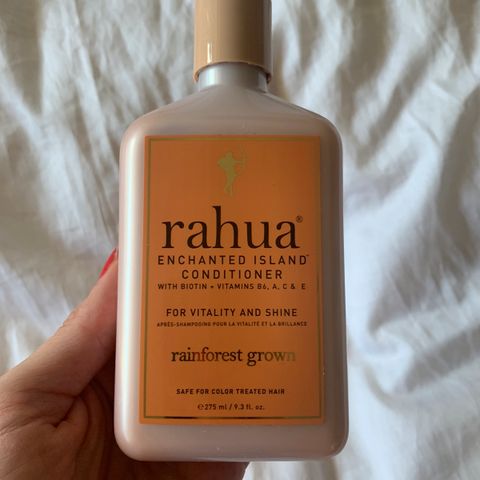 rahua®
ENCHANTED ISLAND™
CONDITIONER
WITH BIOTIN + VITAMINS B6, A, C & E
FOR VITALITY AND SHINE
APRÈS-SHAMPOOING POUR LA VITALITÉ ET LA BRILLANCE
rainforest grown
SAFE FOR COLOR TREATED HAIR
℮ 275 ml / 9.3 fl. oz.